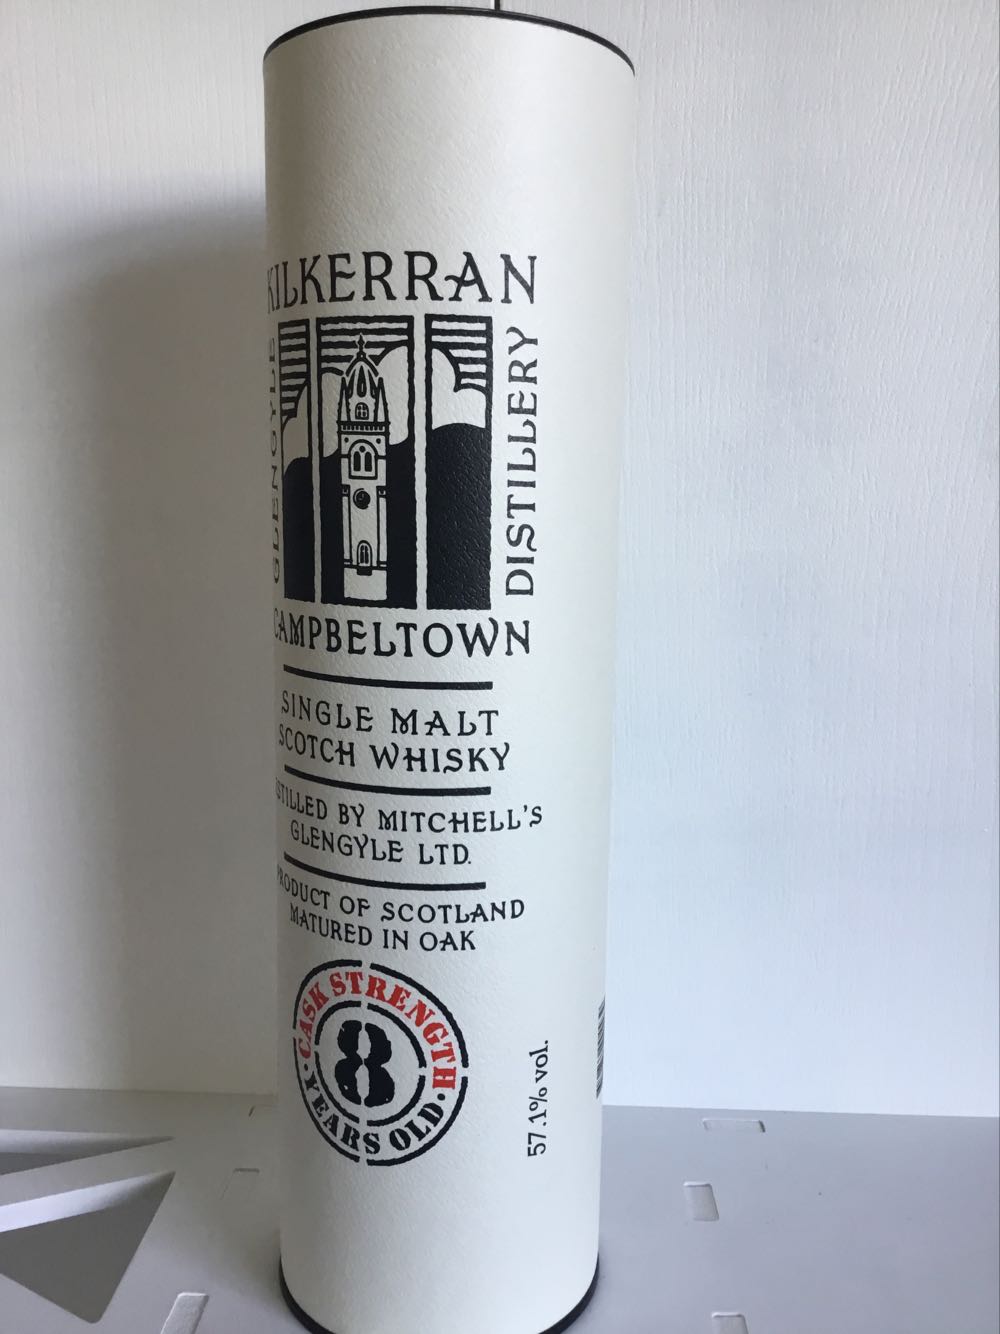 KILKERRAN
GLENGYLE
DISTILLERY
CAMPBELTOWN
SINGLE MALT
SCOTCH WHISKY
STILLED BY MITCHELL'S
GLENGYLE LTD.
PRODUCT OF SCOTLAND
MATURED IN OAK
CASK STRENGTH
8
YEARS OLD
57.1% vol.